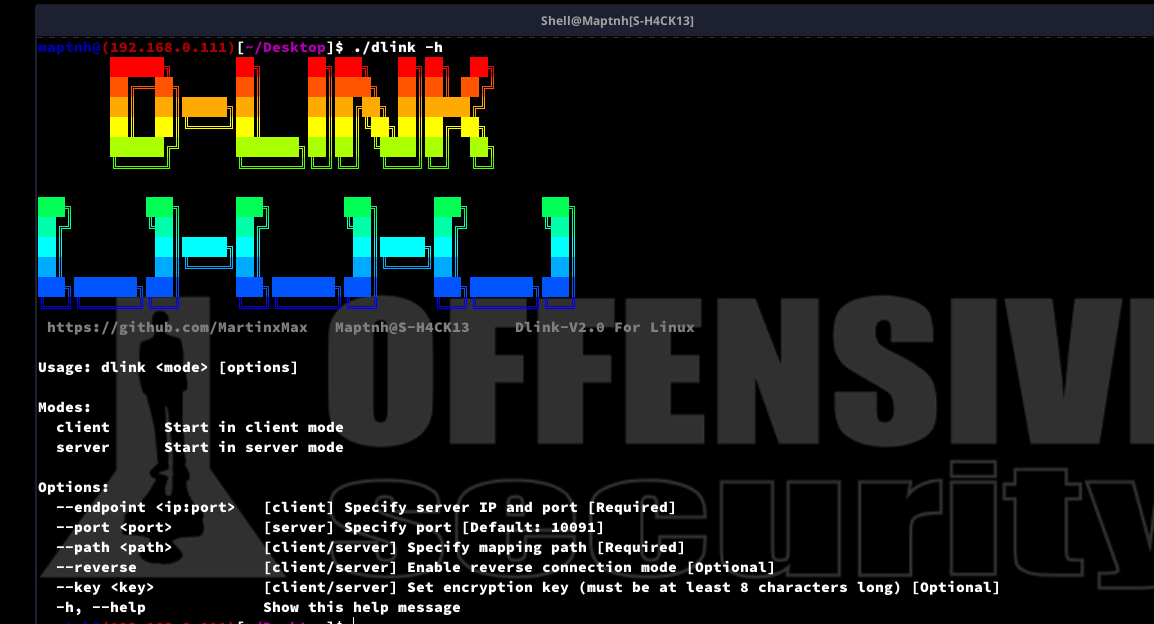 Shell@Maptnh[S-H4CK13]
maptnh@(192.168.0.111)[~/Desktop]$ ./dlink -h
D-LINK
https://github.com/MartinxMax   Maptnh@S-H4CK13     Dlink-V2.0 For Linux
Usage: dlink <mode> [options]
Modes:
client      Start in client mode
server      Start in server mode
Options:
--endpoint <ip:port>   [client] Specify server IP and port [Required]
--port <port>          [server] Specify port [Default: 10091]
--path <path>          [client/server] Specify mapping path [Required]
--reverse              [client/server] Enable reverse connection mode [Optional]
--key <key>            [client/server] Set encryption key (must be at least 8 characters long) [Optional]
-h, --help             Show this help message
OFFENSIVE
security